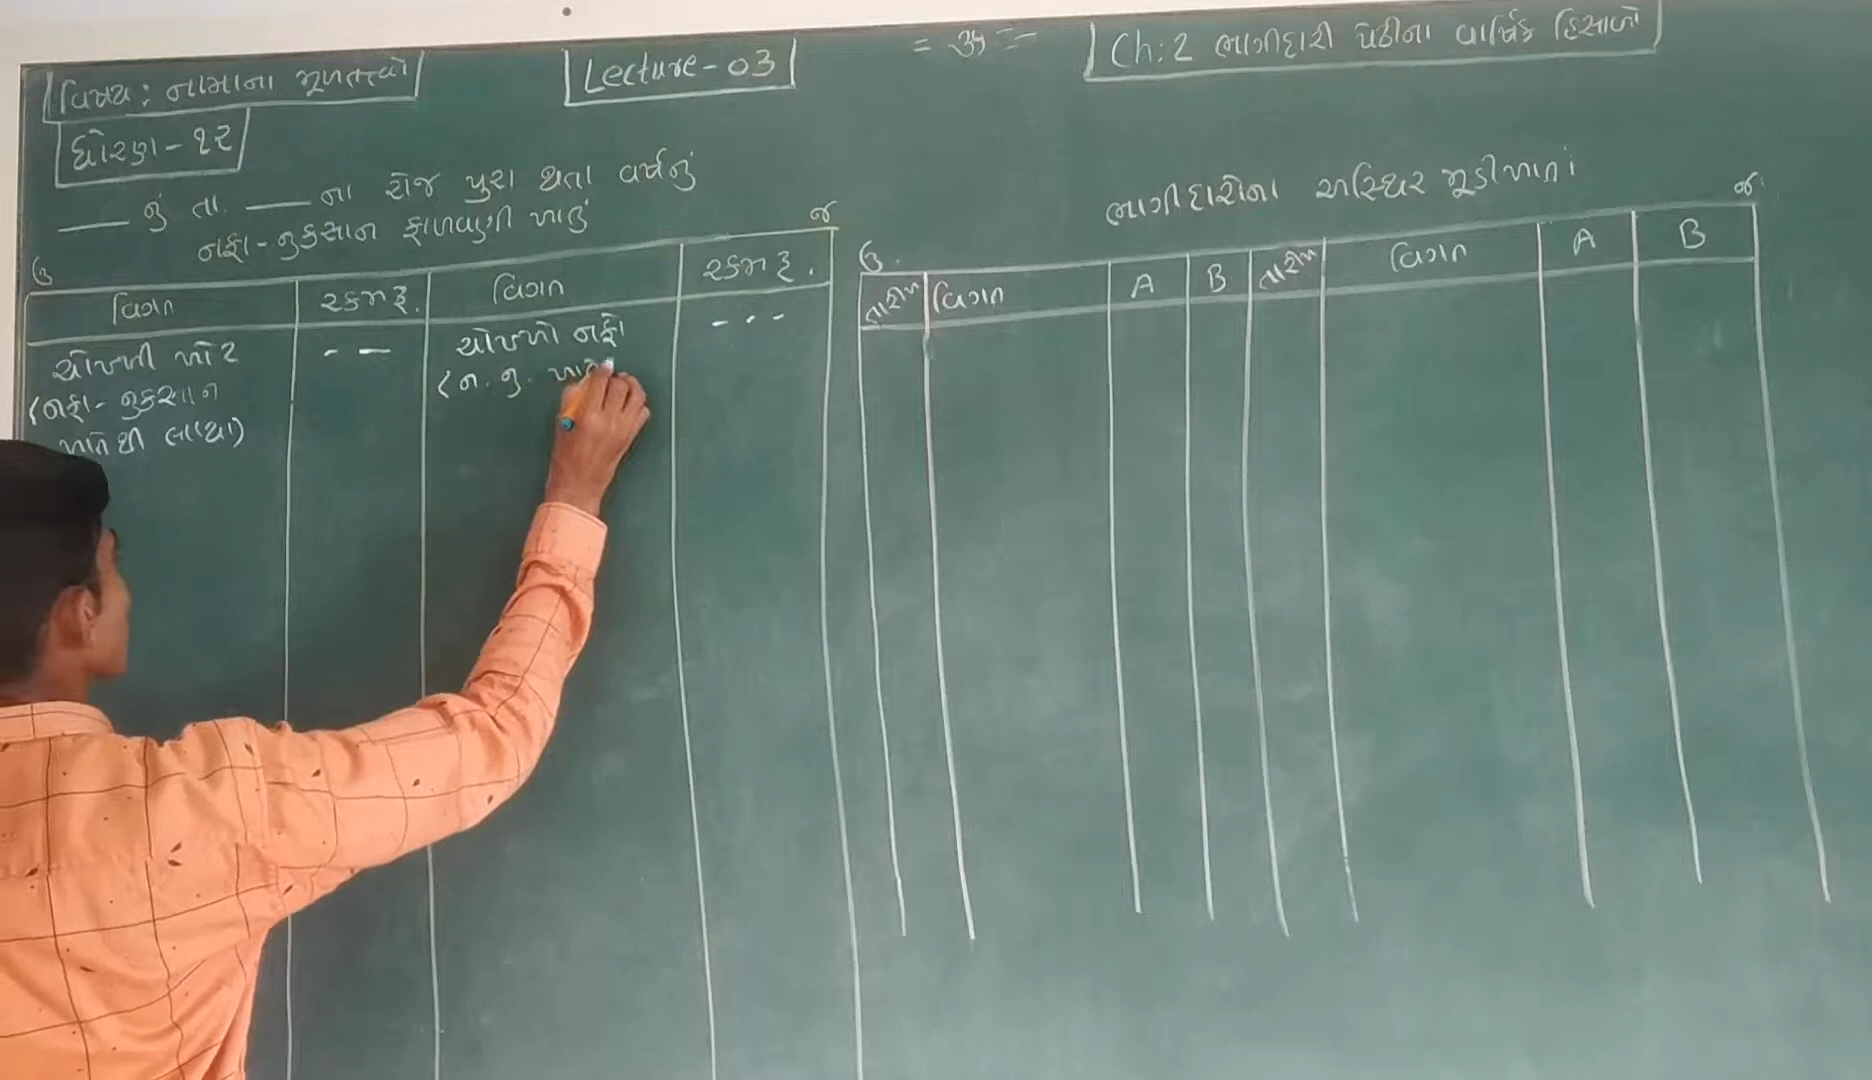 વિષય : નામાના મૂળતત્ત્વો
Lecture - 03
= ૐ =
Ch: 2 ભાગીદારી પેઢીના વાર્ષિક હિસાબો
ધોરણ - ૧૨
___ નું તા. ___ ના રોજ પુરા થતા વર્ષનું
નફા - નુકસાન ફાળવણી ખાતું
ઉ જ
વિગત રકમ રૂ. વિગત રકમ રૂ.
ચોખ્ખી ખોટ - - ચોખ્ખો નફો - - -
(નફા - નુકસાન (ન. નુ.
ખાતેથી લાવ્યા)
ભાગીદારોના અસ્થિર મૂડી ખાતાં
ઉ. જ
તારીખ વિગત A B તારીખ વિગત A B